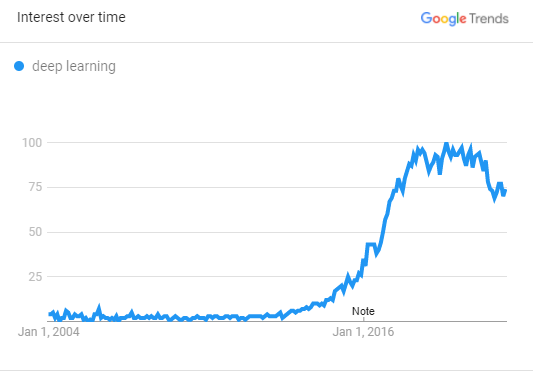 Interest over time
Google Trends
deep learning
100
75
50
25
Note
Jan 1, 2004
Jan 1, 2016